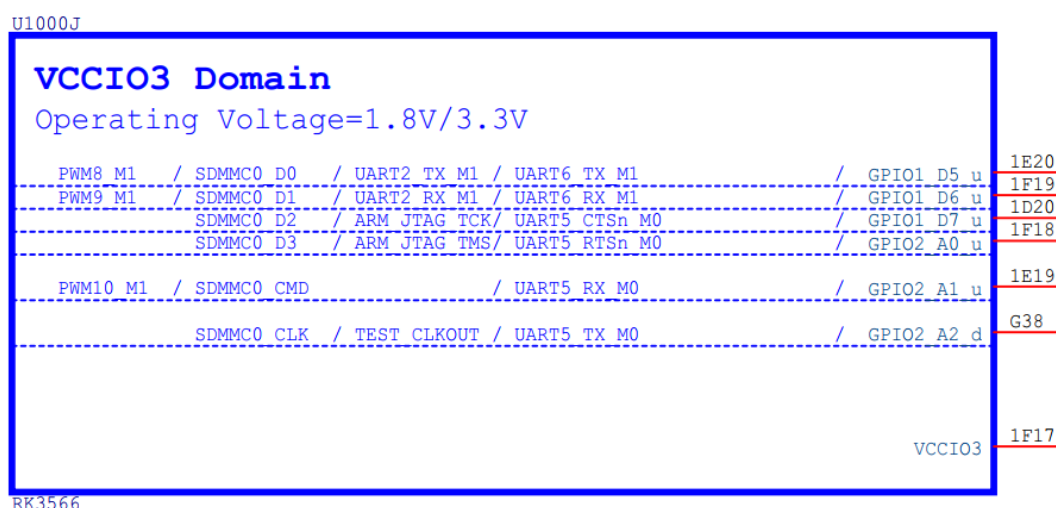 U1000J
VCCIO3 Domain
Operating Voltage=1.8V/3.3V
PWM8_M1 / SDMMC0_D0 / UART2_TX_M1 / UART6_TX_M1 / GPIO1_D5_u 1E20
PWM9_M1 / SDMMC0_D1 / UART2_RX_M1 / UART6_RX_M1 / GPIO1_D6_u 1F19
SDMMC0_D2 / ARM_JTAG_TCK/ UART5_CTSn_M0 / GPIO1_D7_u 1D20
SDMMC0_D3 / ARM_JTAG_TMS/ UART5_RTSn_M0 / GPIO2_A0_u 1F18
PWM10_M1 / SDMMC0_CMD / UART5_RX_M0 / GPIO2_A1_u 1E19
SDMMC0_CLK / TEST_CLKOUT / UART5_TX_M0 / GPIO2_A2_d G38
VCCIO3 1F17
RK3566